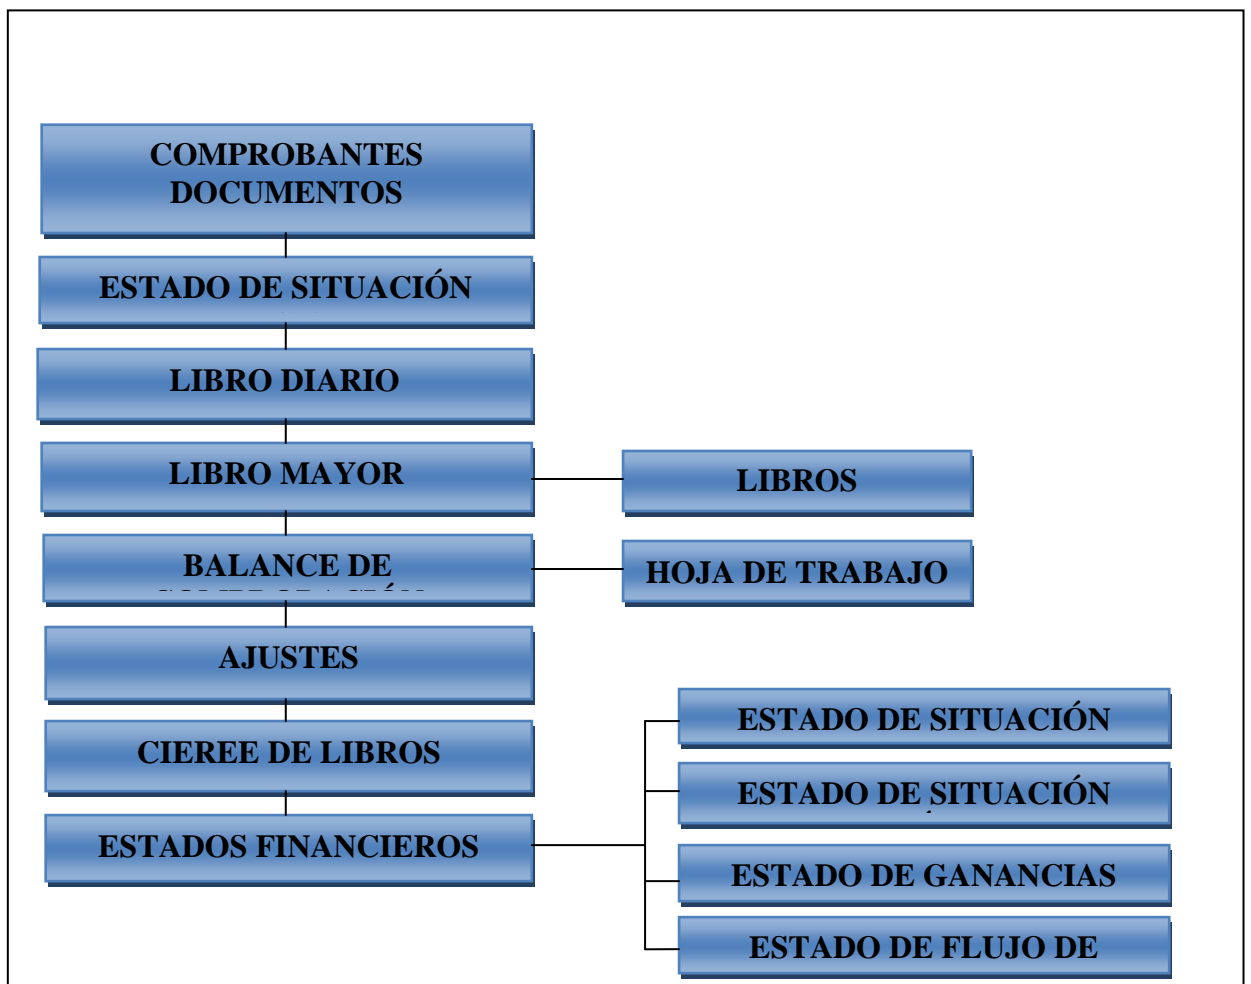 COMPROBANTES
DOCUMENTOS
ESTADO DE SITUACIÓN
LIBRO DIARIO
LIBRO MAYOR
LIBROS
BALANCE DE
HOJA DE TRABAJO
AJUSTES
CIEREE DE LIBROS
ESTADOS FINANCIEROS
ESTADO DE SITUACIÓN
ESTADO DE SITUACIÓN
ESTADO DE GANANCIAS
ESTADO DE FLUJO DE